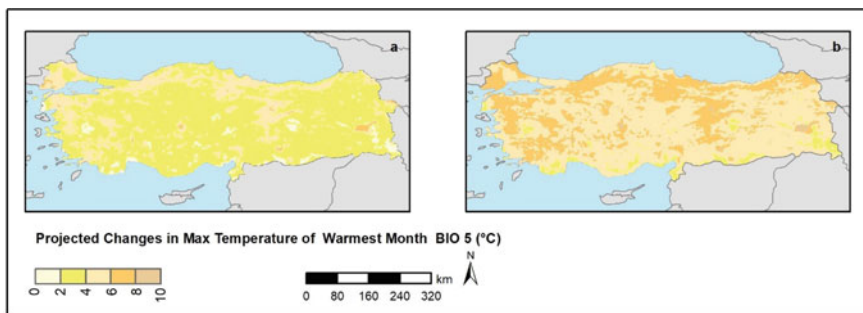 a b
Projected Changes in Max Temperature of Warmest Month BIO 5 (°C)
N
km
0 2 4 6 8 10
0 80 160 240 320